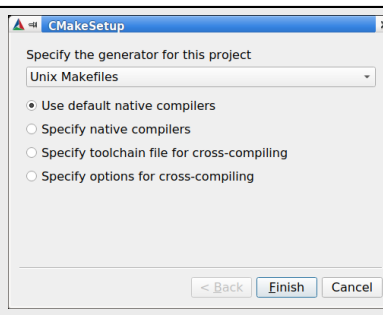 CMakeSetup
Specify the generator for this project
Unix Makefiles
Use default native compilers
Specify native compilers
Specify toolchain file for cross-compiling
Specify options for cross-compiling
< Back Finish Cancel